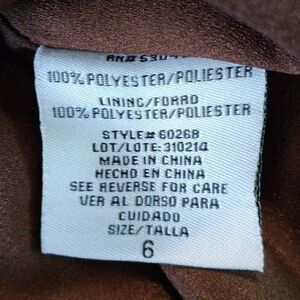 100% POLYESTER/POLIESTER
LINING/FORRO
100% POLYESTER/POLIESTER
STYLE# 6026B
LOT/LOTE: 310214
MADE IN CHINA
HECHO EN CHINA
SEE REVERSE FOR CARE
VER AL DORSO PARA
CUIDADO
SIZE/TALLA
6